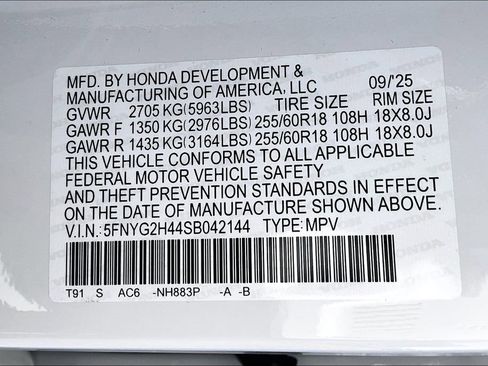 MFD. BY HONDA DEVELOPMENT &
MANUFACTURING OF AMERICA, LLC 09/'25
GVWR 2705 KG(5963LBS) TIRE SIZE RIM SIZE
GAWR F 1350 KG(2976LBS) 255/60R18 108H 18X8.0J
GAWR R 1435 KG(3164LBS) 255/60R18 108H 18X8.0J
THIS VEHICLE CONFORMS TO ALL APPLICABLE
FEDERAL MOTOR VEHICLE SAFETY
AND THEFT PREVENTION STANDARDS IN EFFECT
ON THE DATE OF MANUFACTURE SHOWN ABOVE.
V.I.N.: 5FNYG2H44SB042144 TYPE: MPV
T91 S AC6 -NH883P -A -B